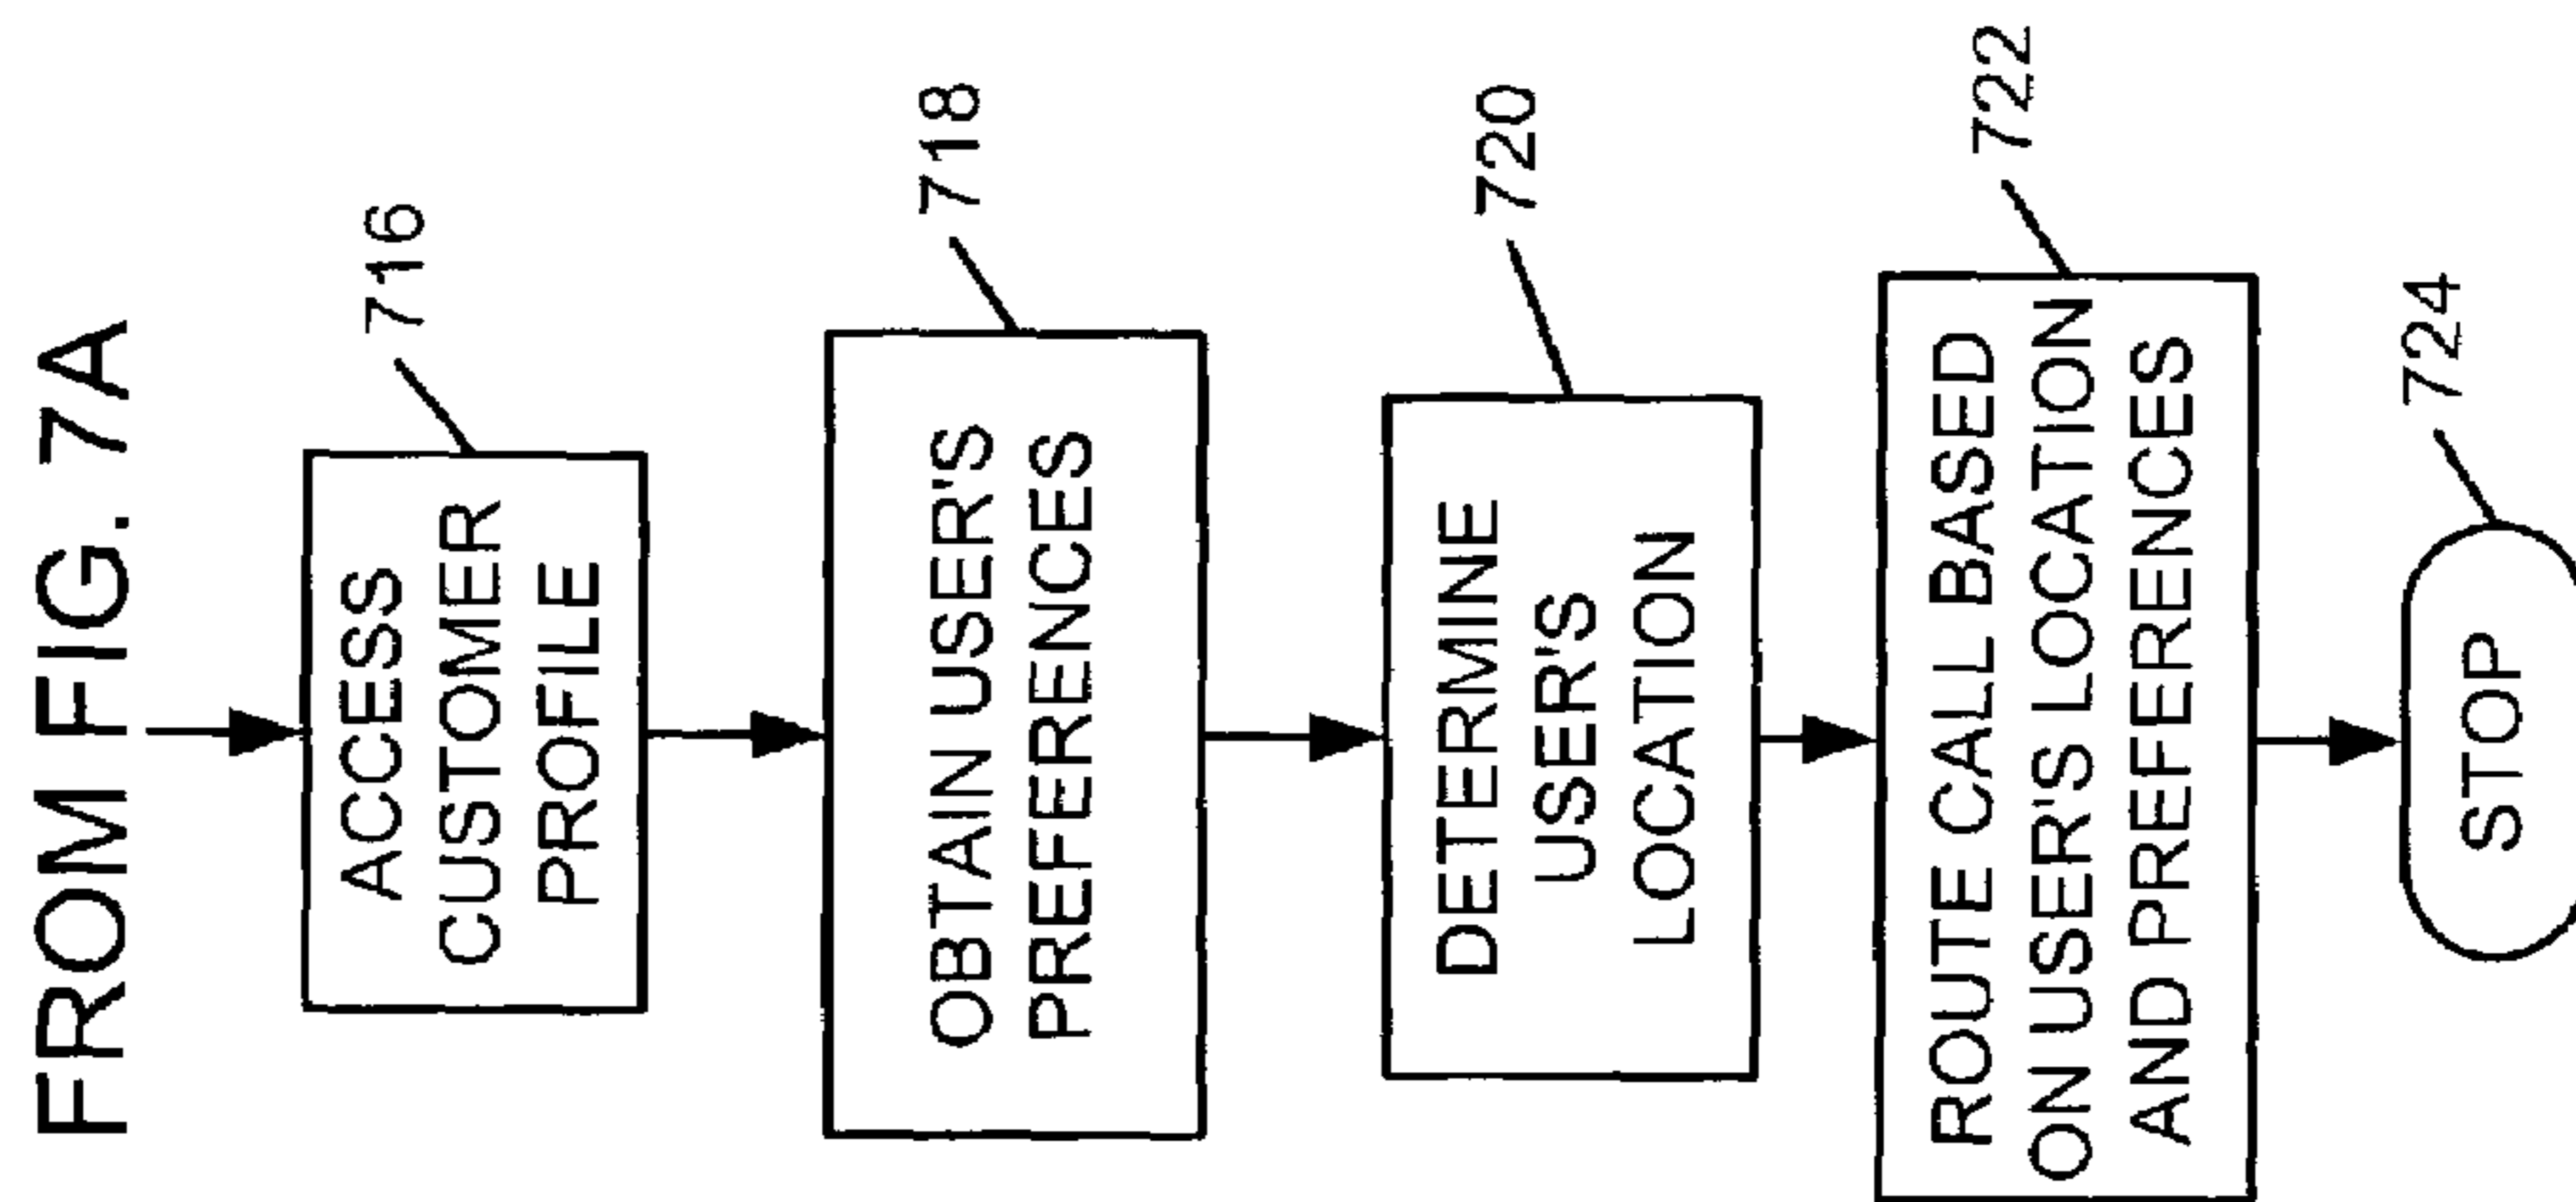 FROM FIG. 7A
716
ACCESS
CUSTOMER
PROFILE
718
OBTAIN USER'S
PREFERENCES
720
DETERMINE
USER'S
LOCATION
722
ROUTE CALL BASED
ON USER'S LOCATION
AND PREFERENCES
724
STOP